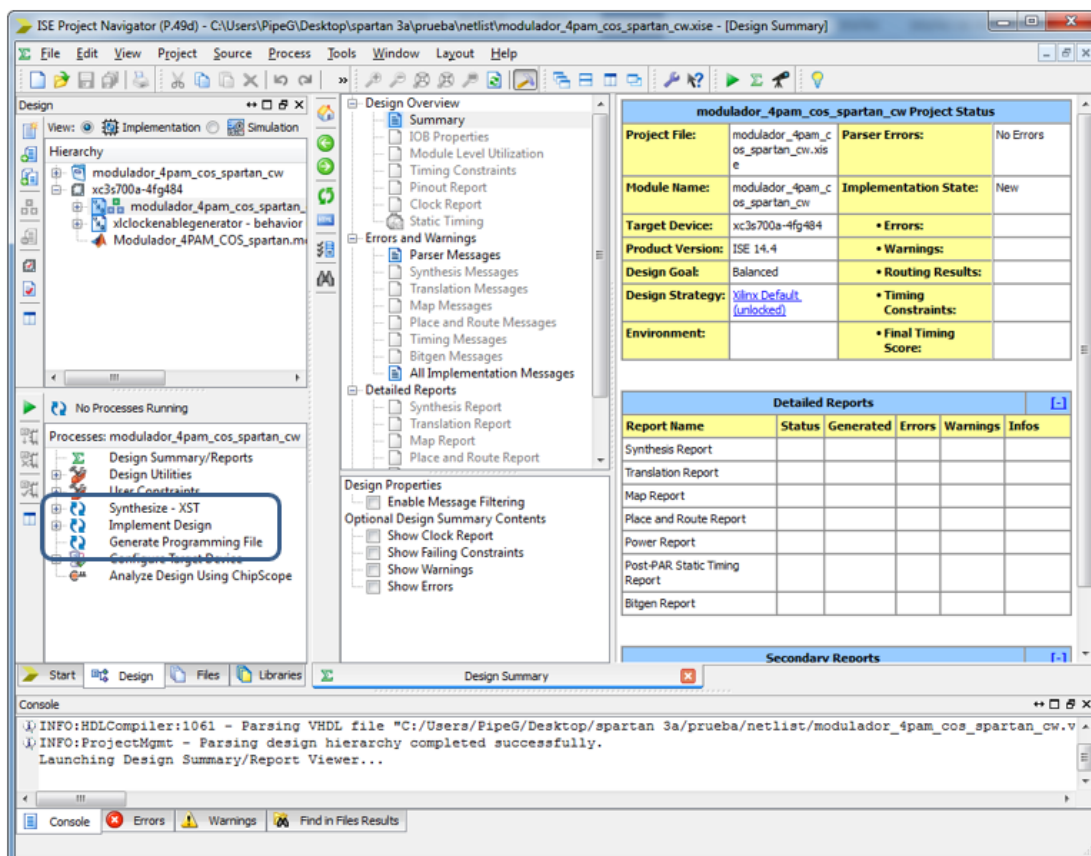 ISE Project Navigator (P.49d) - C:\Users\PipeG\Desktop\spartan 3a\prueba\netlist\modulador_4pam_cos_spartan_cw.xise - [Design Summary]
File Edit View Project Source Process Tools Window Layout Help
Design
View: Implementation Simulation
Hierarchy
modulador_4pam_cos_spartan_cw
xc3s700a-4fg484
modulador_4pam_cos_spartan_
xlclockenablegenerator - behavior
Modulador_4PAM_COS_spartan.m
No Processes Running
Processes: modulador_4pam_cos_spartan_cw
Design Summary/Reports
Design Utilities
User Constraints
Synthesize - XST
Implement Design
Generate Programming File
Configure Target Device
Analyze Design Using ChipScope
Start Design Files Libraries
Design Overview
Summary
IOB Properties
Module Level Utilization
Timing Constraints
Pinout Report
Clock Report
Static Timing
Errors and Warnings
Parser Messages
Synthesis Messages
Translation Messages
Map Messages
Place and Route Messages
Timing Messages
Bitgen Messages
All Implementation Messages
Detailed Reports
Synthesis Report
Translation Report
Map Report
Place and Route Report
Design Properties
Enable Message Filtering
Optional Design Summary Contents
Show Clock Report
Show Failing Constraints
Show Warnings
Show Errors
Design Summary
modulador_4pam_cos_spartan_cw Project Status
Project File: modulador_4pam_c Parser Errors: No Errors
os_spartan_cw.xis
e
Module Name: modulador_4pam_c Implementation State: New
os_spartan_cw
Target Device: xc3s700a-4fg484 • Errors:
Product Version: ISE 14.4 • Warnings:
Design Goal: Balanced • Routing Results:
Design Strategy: Xilinx Default • Timing
(unlocked) Constraints:
Environment: • Final Timing
Score:
Detailed Reports [-]
Report Name Status Generated Errors Warnings Infos
Synthesis Report
Translation Report
Map Report
Place and Route Report
Power Report
Post-PAR Static Timing
Report
Bitgen Report
Secondary Reports [-]
Console
INFO:HDLCompiler:1061 - Parsing VHDL file "C:/Users/PipeG/Desktop/spartan 3a/prueba/netlist/modulador_4pam_cos_spartan_cw.v
INFO:ProjectMgmt - Parsing design hierarchy completed successfully.
Launching Design Summary/Report Viewer...
Console Errors Warnings Find in Files Results